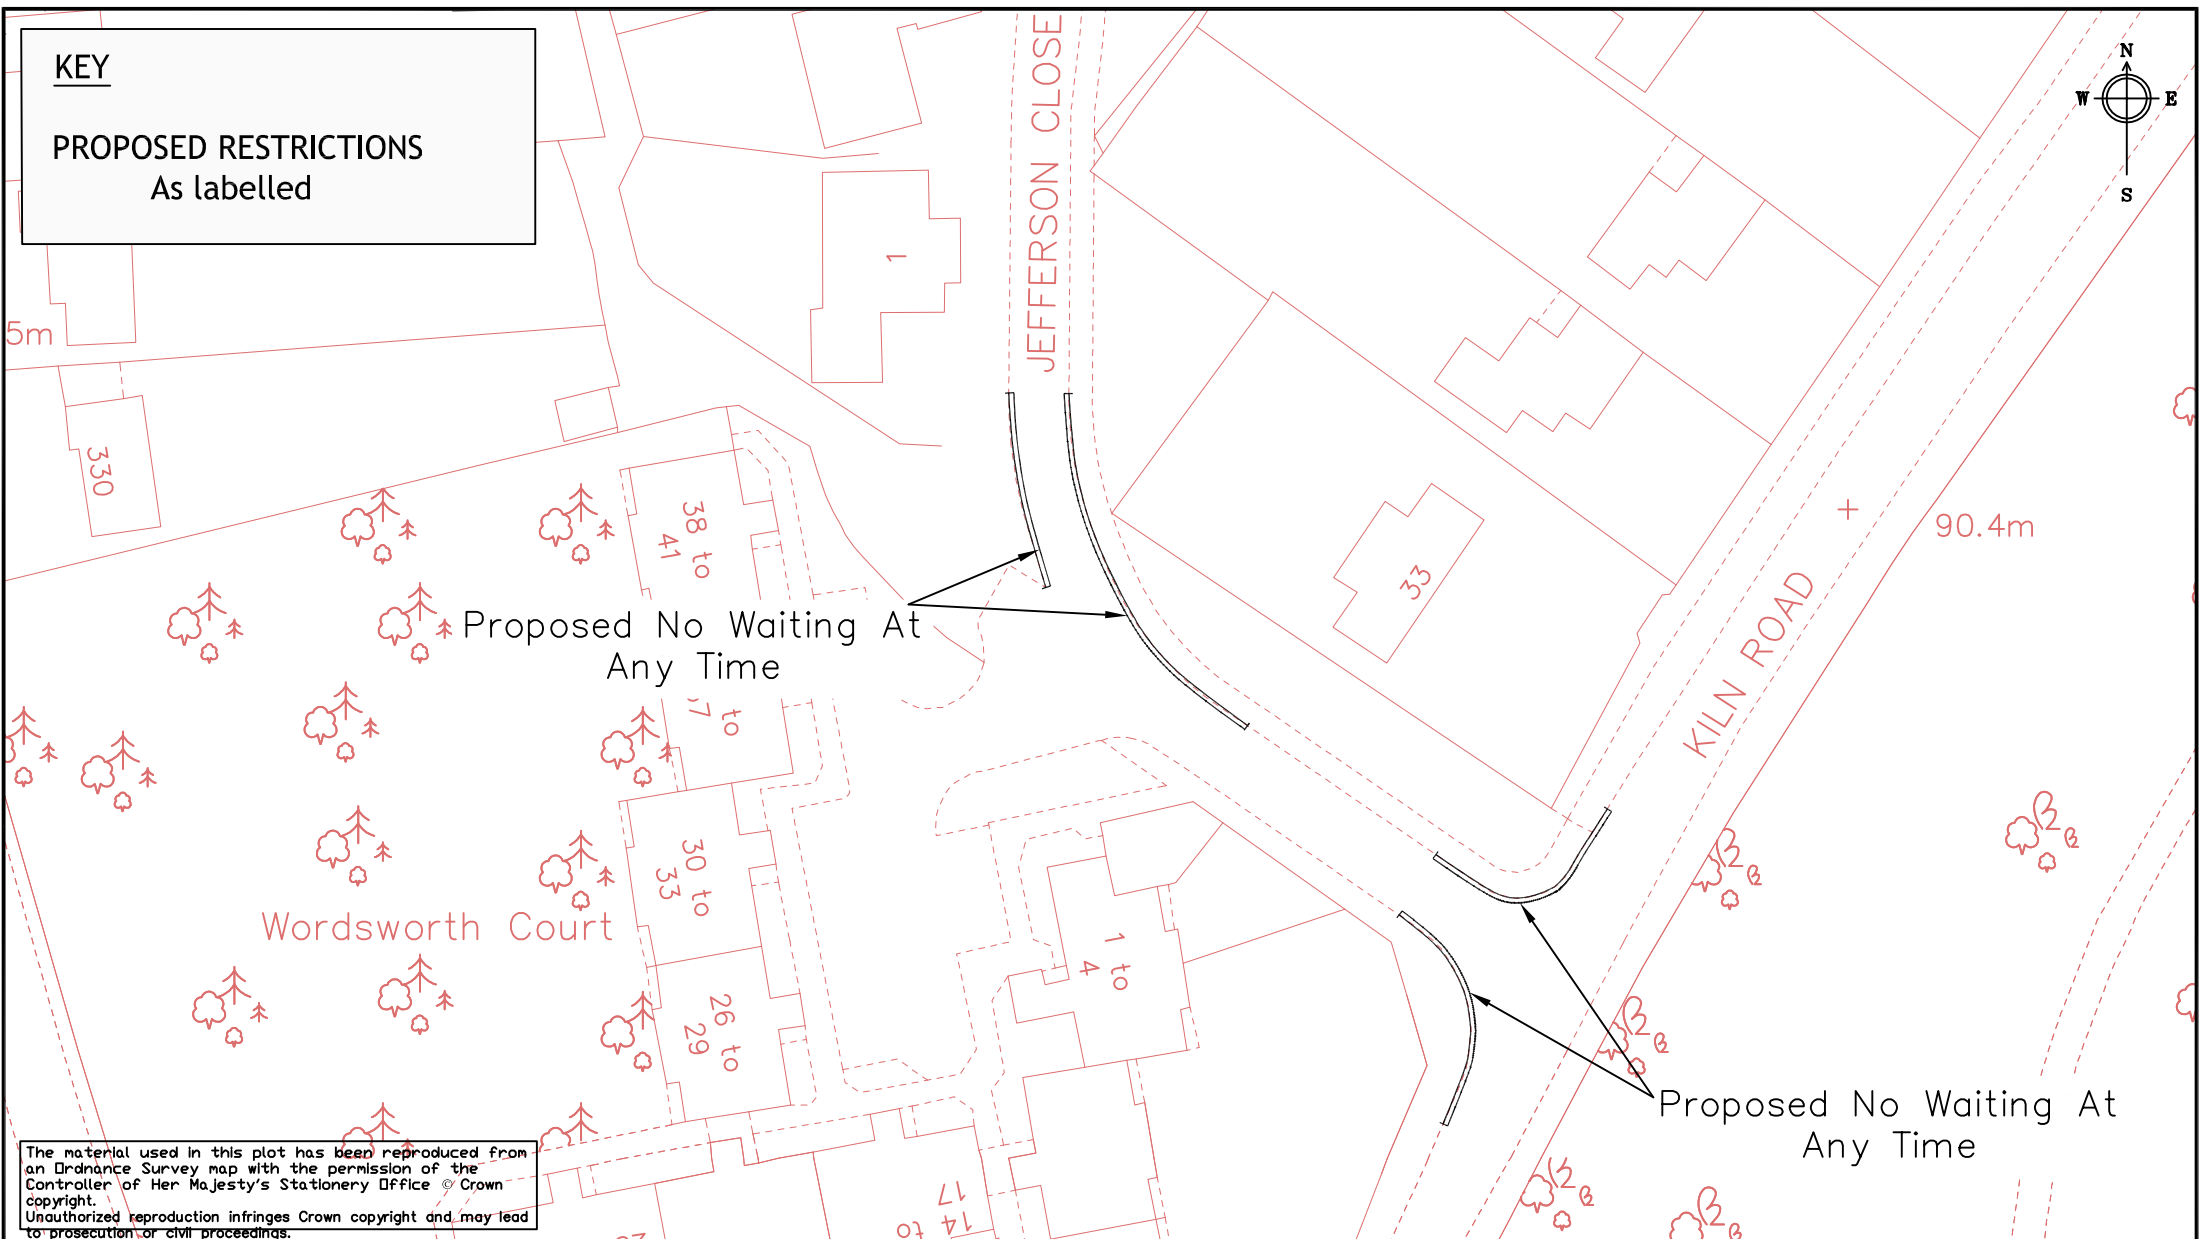 KEY
PROPOSED RESTRICTIONS
As labelled
N
W E
S
JEFFERSON CLOSE
1
5m
330
38 to
41
90.4m
33
KILN ROAD
Proposed No Waiting At
Any Time
to
30 to
33
Wordsworth Court
26 to
29
1 to
4
Proposed No Waiting At
Any Time
14 to
17
The material used in this plot has been reproduced from
an Ordnance Survey map with the permission of the
Controller of Her Majesty's Stationery Office © Crown
copyright.
Unauthorized reproduction infringes Crown copyright and may lead
to prosecution or civil proceedings.